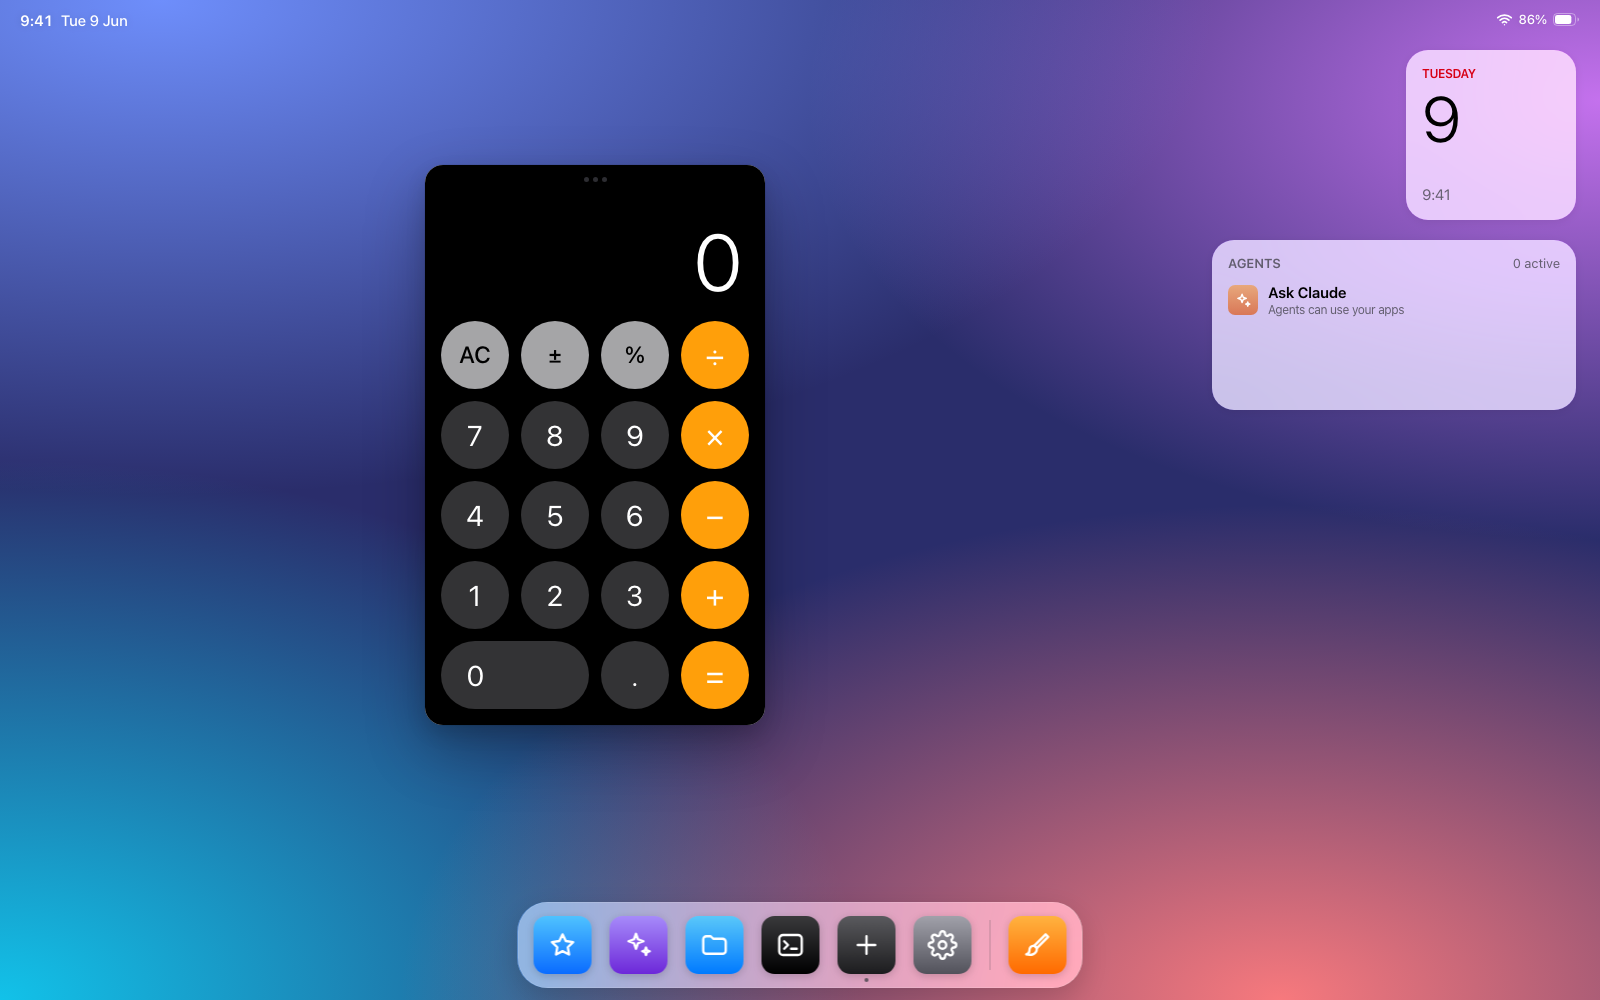 9:41 Tue 9 Jun
86%
TUESDAY
9
9:41
AGENTS
0 active
Ask Claude
Agents can use your apps
0
AC ± % ÷
7 8 9 ×
4 5 6 −
1 2 3 +
0 . =